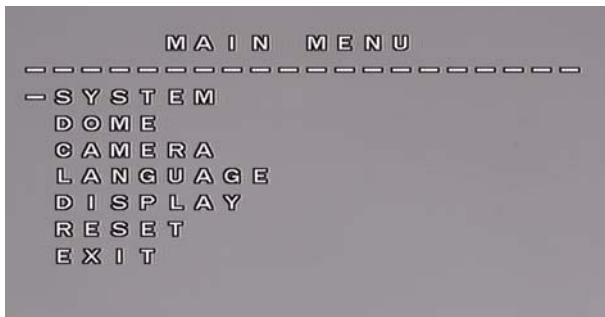 MAIN MENU
--------------------
-SYSTEM
DOME
CAMERA
LANGUAGE
DISPLAY
RESET
EXIT